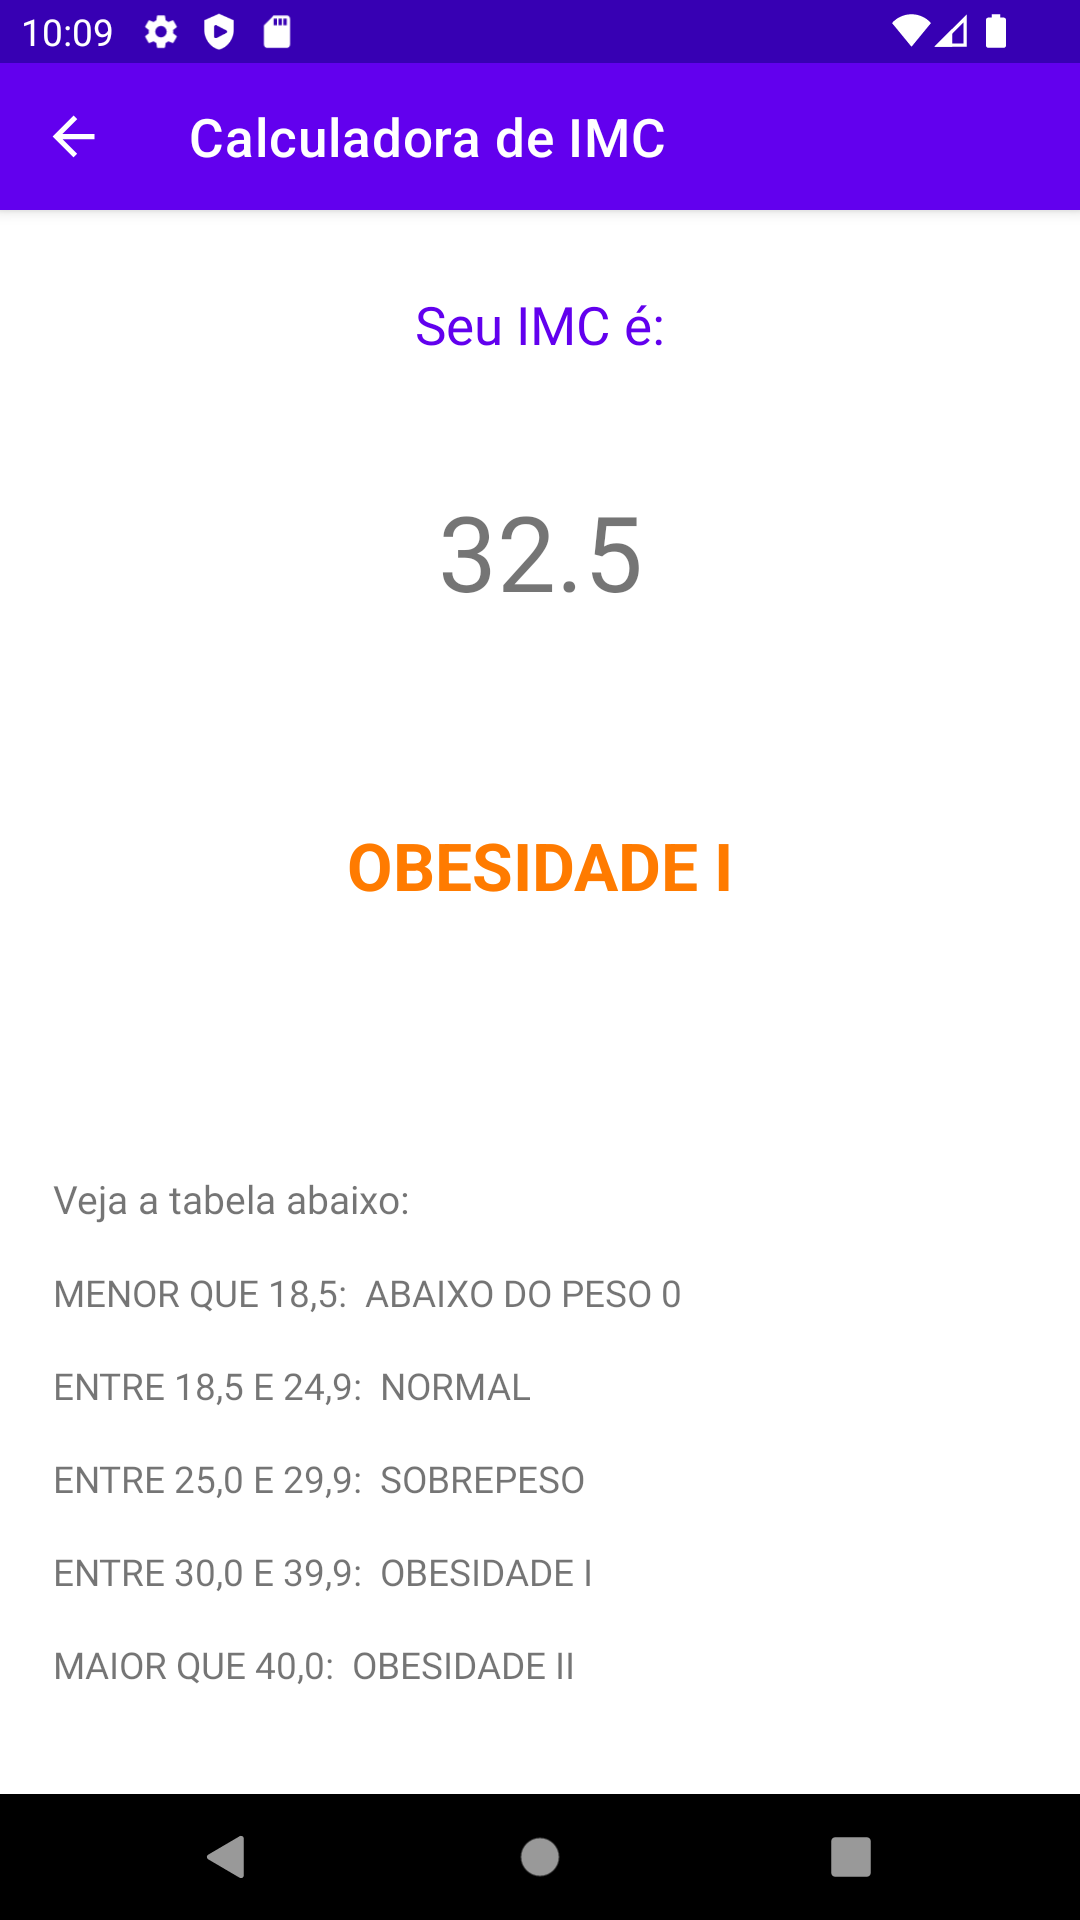 10:09
Calculadora de IMC
Seu IMC é:
32.5
OBESIDADE I
Veja a tabela abaixo:
MENOR QUE 18,5:  ABAIXO DO PESO 0
ENTRE 18,5 E 24,9:  NORMAL
ENTRE 25,0 E 29,9:  SOBREPESO
ENTRE 30,0 E 39,9:  OBESIDADE I
MAIOR QUE 40,0:  OBESIDADE II